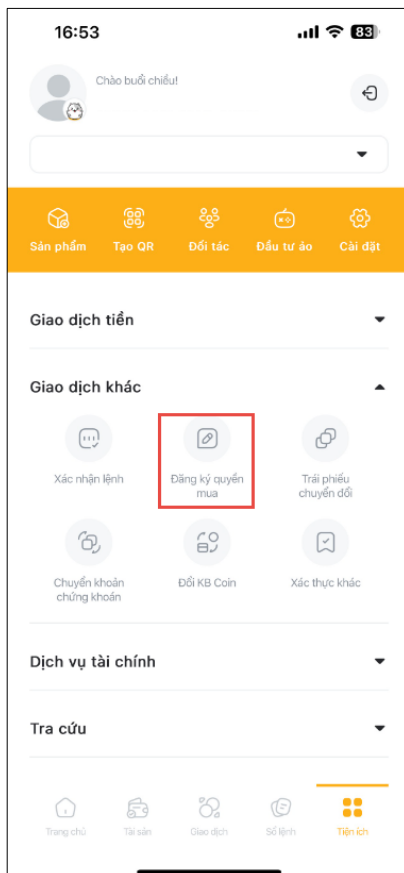 16:53
83
Chào buổi chiều!
Sản phẩm Tạo QR Đối tác Đầu tư ảo Cài đặt
Giao dịch tiền
Giao dịch khác
Xác nhận lệnh
Đăng ký quyền
mua
Trái phiếu
chuyển đổi
Chuyển khoản
chứng khoán
Đổi KB Coin
Xác thực khác
Dịch vụ tài chính
Tra cứu
Trang chủ Tài sản Giao dịch Sổ lệnh Tiện ích